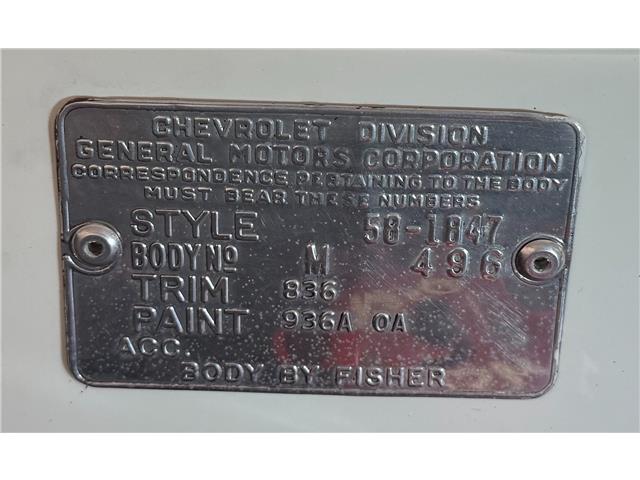 CHEVROLET DIVISION
GENERAL MOTORS CORPORATION
CORRESPONDENCE PERTAINING TO THE BODY
MUST BEAR THESE NUMBERS
STYLE 58-1847
BODY NO M 496
TRIM 836
PAINT 936A OA
ACC.
BODY BY FISHER